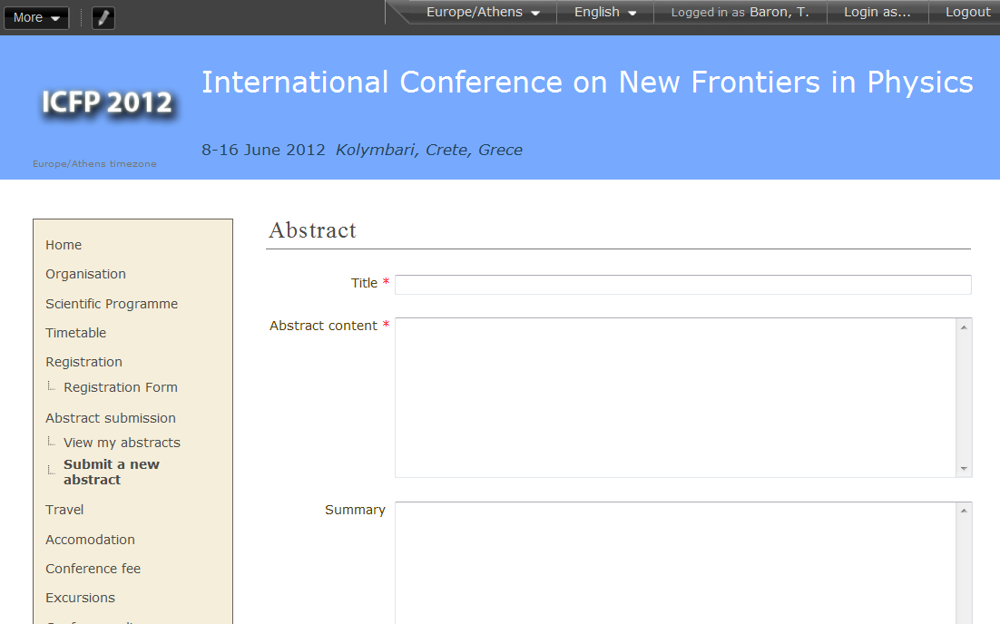 More
Europe/Athens
English
Logged in as Baron, T.
Login as...
Logout
ICFP 2012
International Conference on New Frontiers in Physics
8-16 June 2012 Kolymbari, Crete, Grece
Europe/Athens timezone
Home
Organisation
Scientific Programme
Timetable
Registration
Registration Form
Abstract submission
View my abstracts
Submit a new
abstract
Travel
Accomodation
Conference fee
Excursions
Abstract
Title *
Abstract content *
Summary